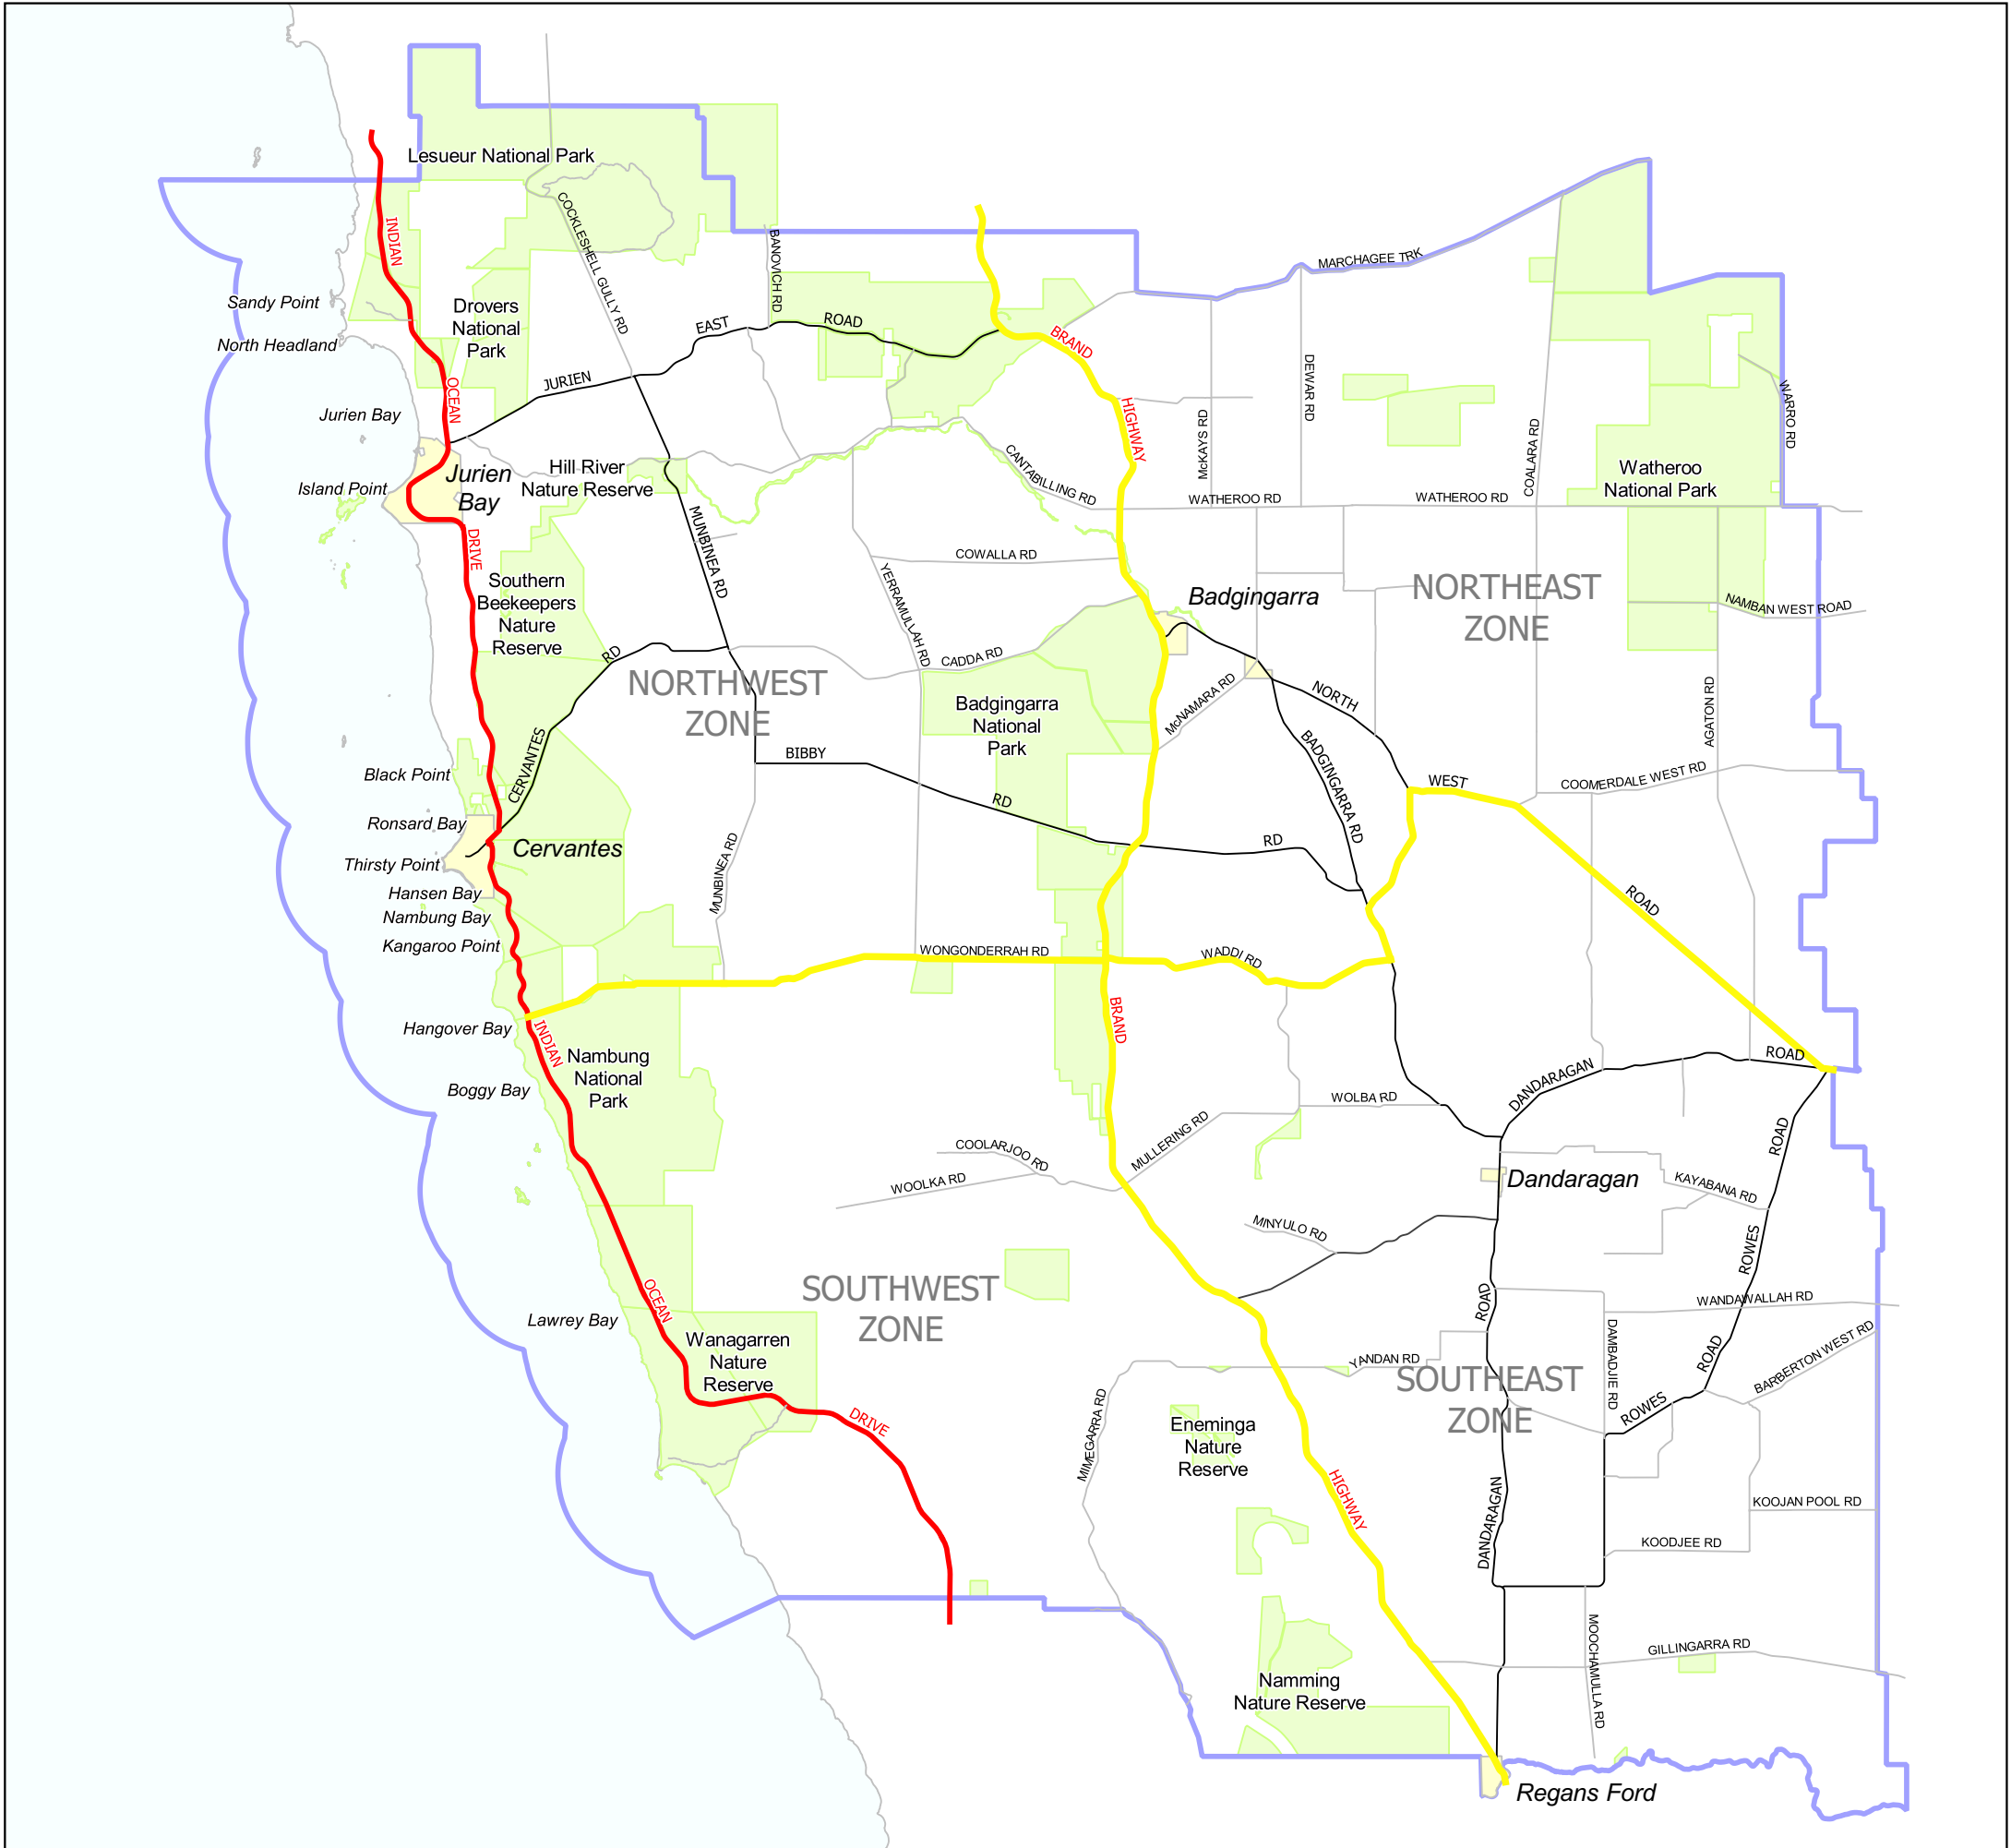 Lesueur National Park
MARCHAGEE TRK
COCKLESHELL GULLY RD
BANOVICH RD
INDIAN
Sandy Point
Drovers
National
Park
North Headland
EAST
ROAD
BRAND
JURIEN
OCEAN
DEWAR RD
WARRO RD
HIGHWAY
McKAYS RD
COALARA RD
Jurien Bay
Jurien
Bay
Hill River
Nature Reserve
Island Point
CANTABILLING RD
WATHEROO RD
WATHEROO RD
Watheroo
National Park
DRIVE
MUNBINEA RD
COWALLA RD
YERRAMULLAH RD
Southern
Beekeepers
Nature
Reserve
Badgingarra
NORTHEAST
ZONE
NAMBAN WEST ROAD
RD
CADDA RD
NORTHWEST
ZONE
Badgingarra
National
Park
McNAMARA RD
NORTH
AGATON RD
BADGINGARRA RD
BIBBY
RD
RD
WEST
COOMERDALE WEST RD
CERVANTES
Black Point
Ronsard Bay
Cervantes
Thirsty Point
Hansen Bay
Nambung Bay
Kangaroo Point
MUNBINEA RD
ROAD
WONGONDERRAH RD
WADDI RD
BRAND
Hangover Bay
INDIAN
Nambung
National
Park
Boggy Bay
DANDARAGAN
ROAD
WOLBA RD
MULLERING RD
COOLARJOO RD
WOOLKA RD
ROAD
Dandaragan
KAYABANA RD
MINYULO RD
ROWES
SOUTHWEST
ZONE
OCEAN
Lawrey Bay
ROAD
WANDAWALLAH RD
DAMBADJIE RD
Wanagarren
Nature
Reserve
YANDAN RD
SOUTHEAST
ZONE
ROAD
BARBERTON WEST RD
ROWES
DRIVE
MIMEGARRA RD
Eneminga
Nature
Reserve
HIGHWAY
DANDARAGAN
KOOJAN POOL RD
KOODJEE RD
MOOCHAMULLA RD
GILLINGARRA RD
Namming
Nature Reserve
Regans Ford